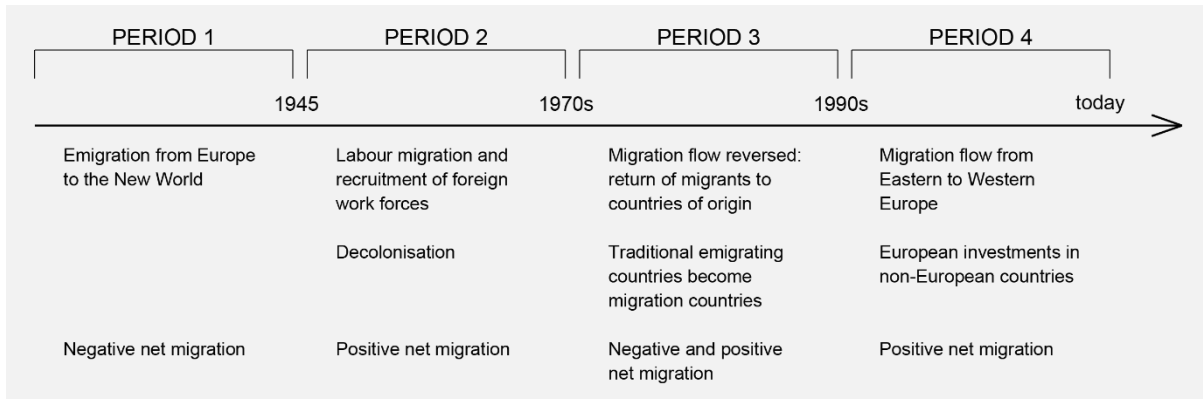 PERIOD 1
PERIOD 2
PERIOD 3
PERIOD 4
1945
1970s
1990s
today
Emigration from Europe
to the New World
Negative net migration
Labour migration and
recruitment of foreign
work forces
Decolonisation
Positive net migration
Migration flow reversed:
return of migrants to
countries of origin
Traditional emigrating
countries become
migration countries
Negative and positive
net migration
Migration flow from
Eastern to Western
Europe
European investments in
non-European countries
Positive net migration